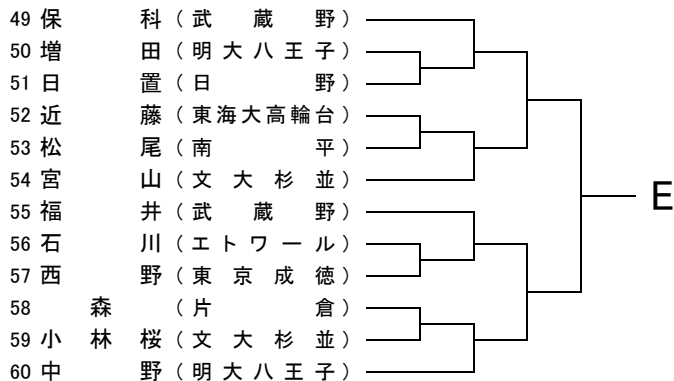 49 保科 (武蔵野)
50 増田 (明大八王子)
51 日置 (日野)
52 近藤 (東海大高輪台)
53 松尾 (南平)
54 宮山 (文大杉並)
55 福井 (武蔵野)
56 石川 (エトワール)
57 西野 (東京成徳)
58 森 (片倉)
59 小林桜 (文大杉並)
60 中野 (明大八王子)
E